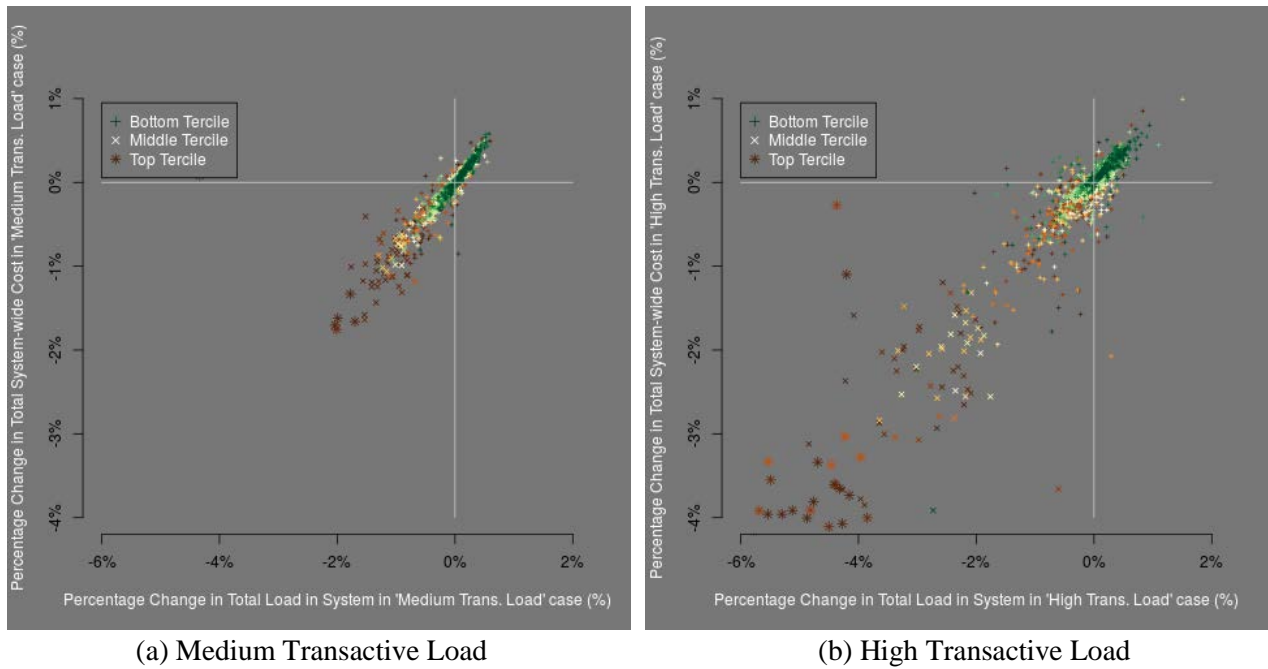 Percentage Change in Total System-wide Cost in 'Medium Trans. Load' case (%)
1%
0%
-1%
-2%
-3%
-4%
+ Bottom Tercile
× Middle Tercile
✳ Top Tercile
-6% -4% -2% 0% 2%
Percentage Change in Total Load in System in 'Medium Trans. Load' case (%)
(a) Medium Transactive Load
Percentage Change in Total System-wide Cost in 'High Trans. Load' case (%)
1%
0%
-1%
-2%
-3%
-4%
+ Bottom Tercile
× Middle Tercile
✳ Top Tercile
-6% -4% -2% 0% 2%
Percentage Change in Total Load in System in 'High Trans. Load' case (%)
(b) High Transactive Load